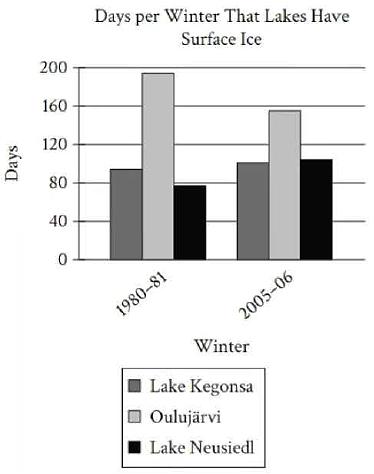 Days per Winter That Lakes Have
Surface Ice
200
160
120
80
40
0
Days
1980–81
2005–06
Winter
Lake Kegonsa
Oulujärvi
Lake Neusiedl